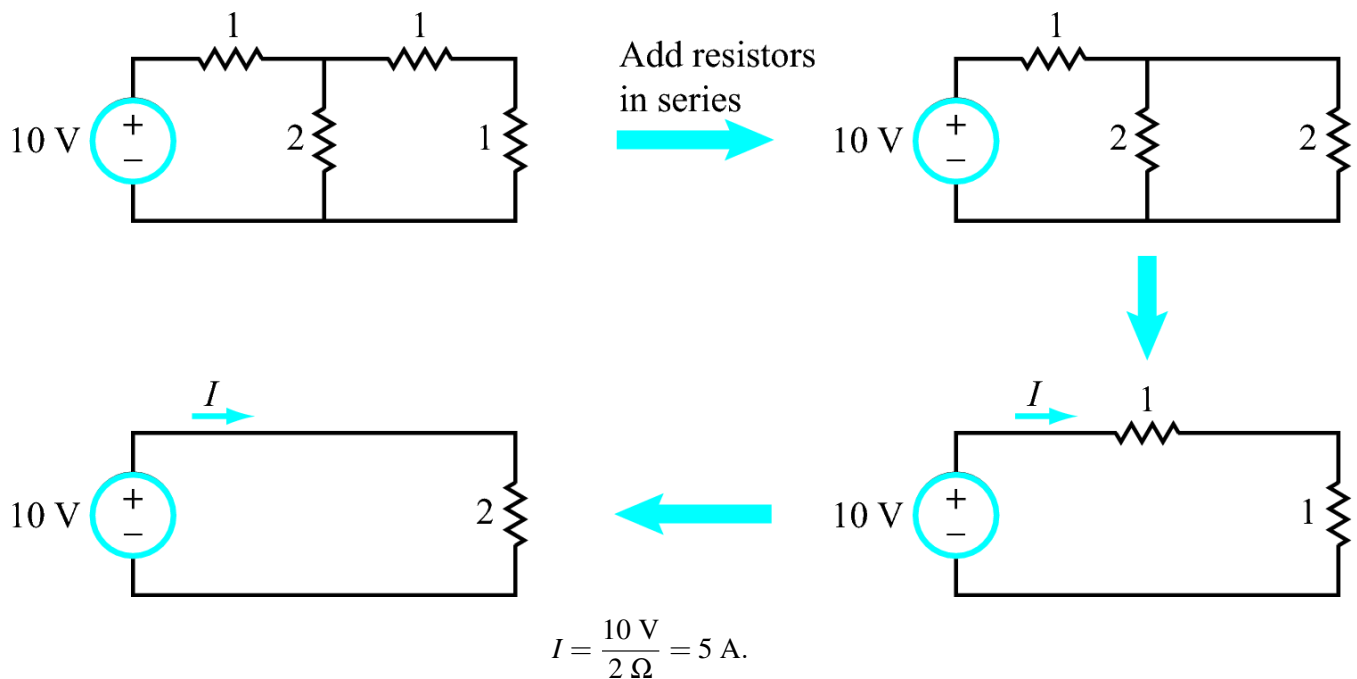 1 1
Add resistors
in series
10 V + − 2 1
1
10 V + − 2 2
I
10 V + − 2
I 1
10 V + − 1
I = 10 V / 2 Ω = 5 A.